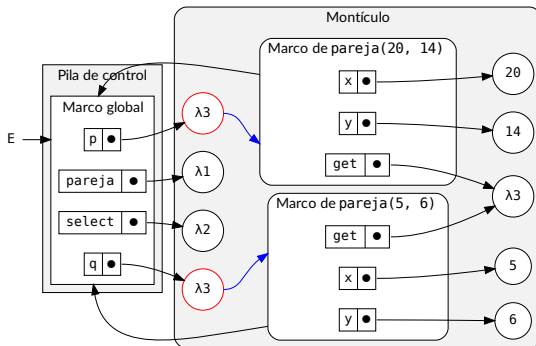 Montículo
Marco de pareja(20, 14)
x
20
Pila de control
Marco global
λ3
y
14
E
p
get
pareja
λ1
λ3
Marco de pareja(5, 6)
select
λ2
get
q
λ3
x
5
y
6